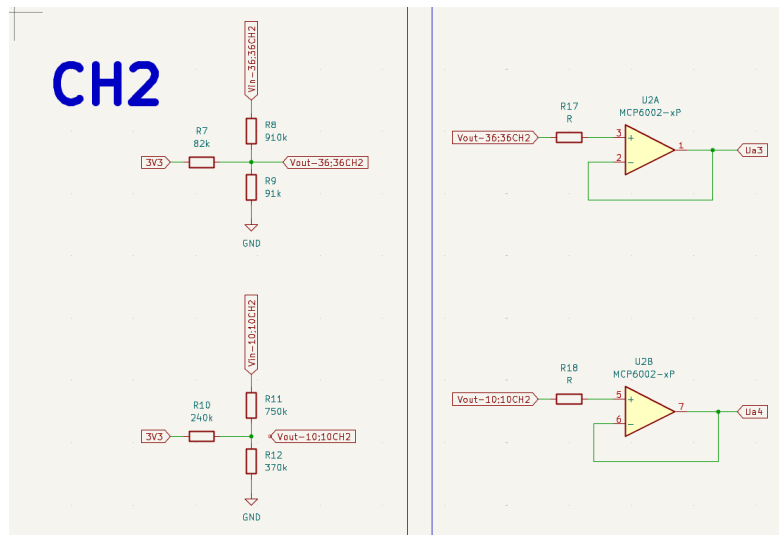 CH2
Vin-36;36CH2
R8
910k
R7
82k
3V3
Vout-36;36CH2
R9
91k
GND
Vin-10;10CH2
R11
750k
R10
240k
3V3
Vout-10;10CH2
R12
370k
GND
U2A
MCP6002-xP
R17
R
Vout-36;36CH2
3
+
2
-
1
Ua3
U2B
MCP6002-xP
R18
R
Vout-10;10CH2
5
+
6
-
7
Ua4